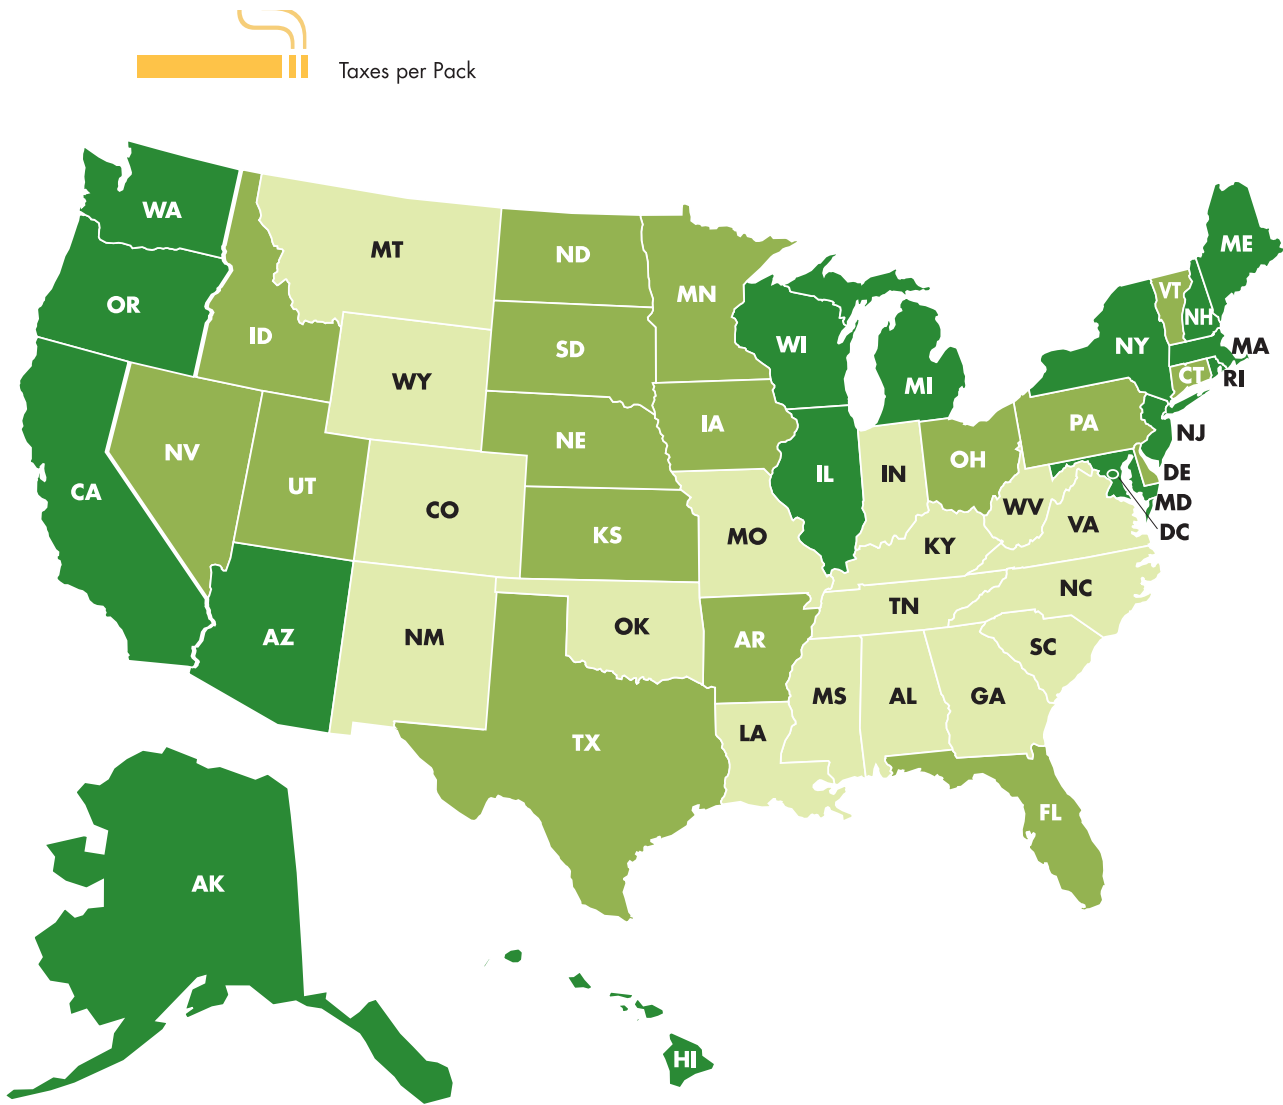 Taxes per Pack
WA
MT
ND
ME
OR
MN
VT
NH
ID
SD
WI
NY
MA
WY
MI
CT
RI
NV
NE
IA
PA
NJ
UT
CA
CO
IL
IN
OH
DE
MD
WV
VA
DC
KS
MO
KY
AZ
NM
OK
AR
TN
NC
SC
MS
AL
GA
LA
TX
FL
AK
HI